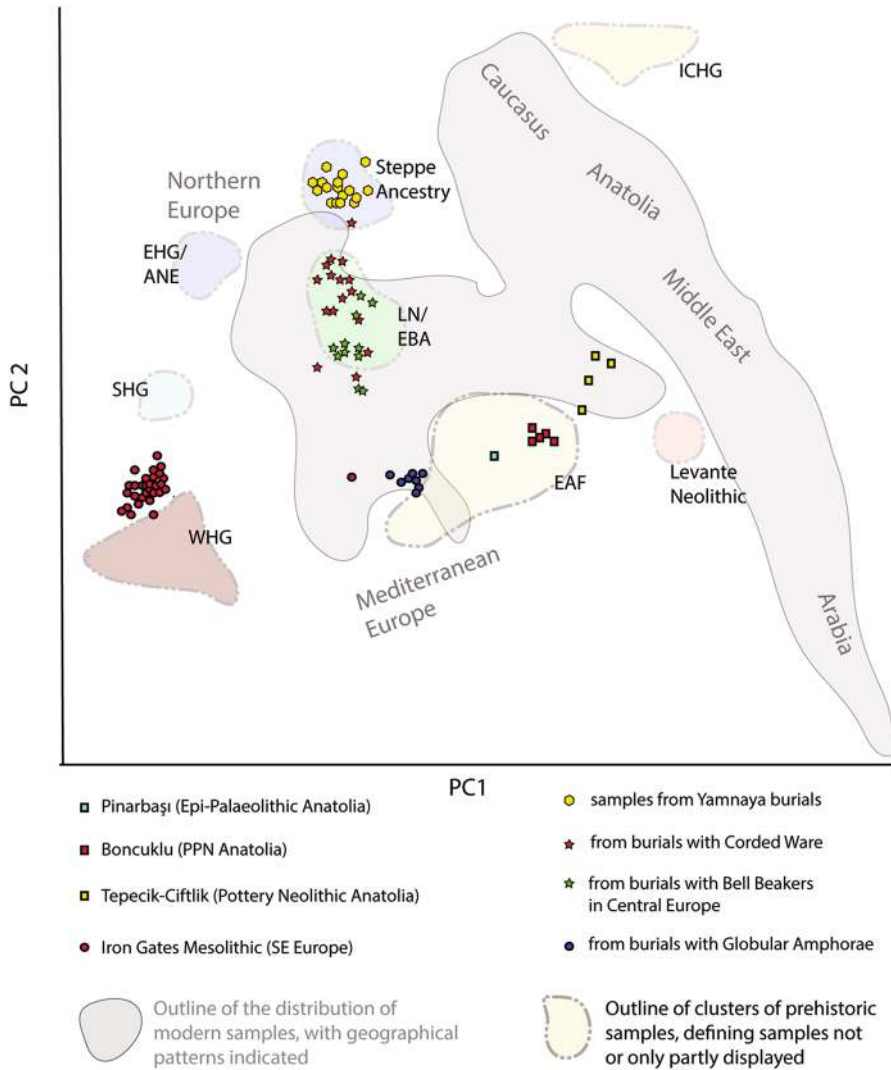 ICHG
Caucasus
Anatolia
Middle East
Arabia
Steppe
Ancestry
Northern
Europe
EHG/
ANE
LN/
EBA
SHG
WHG
EAF
Levante
Neolithic
Mediterranean
Europe
PC 2
PC1
Pinarbaşı (Epi-Palaeolithic Anatolia)
Boncuklu (PPN Anatolia)
Tepecik-Ciftlik (Pottery Neolithic Anatolia)
Iron Gates Mesolithic (SE Europe)
samples from Yamnaya burials
from burials with Corded Ware
from burials with Bell Beakers
in Central Europe
from burials with Globular Amphorae
Outline of the distribution of
modern samples, with geographical
patterns indicated
Outline of clusters of prehistoric
samples, defining samples not
or only partly displayed